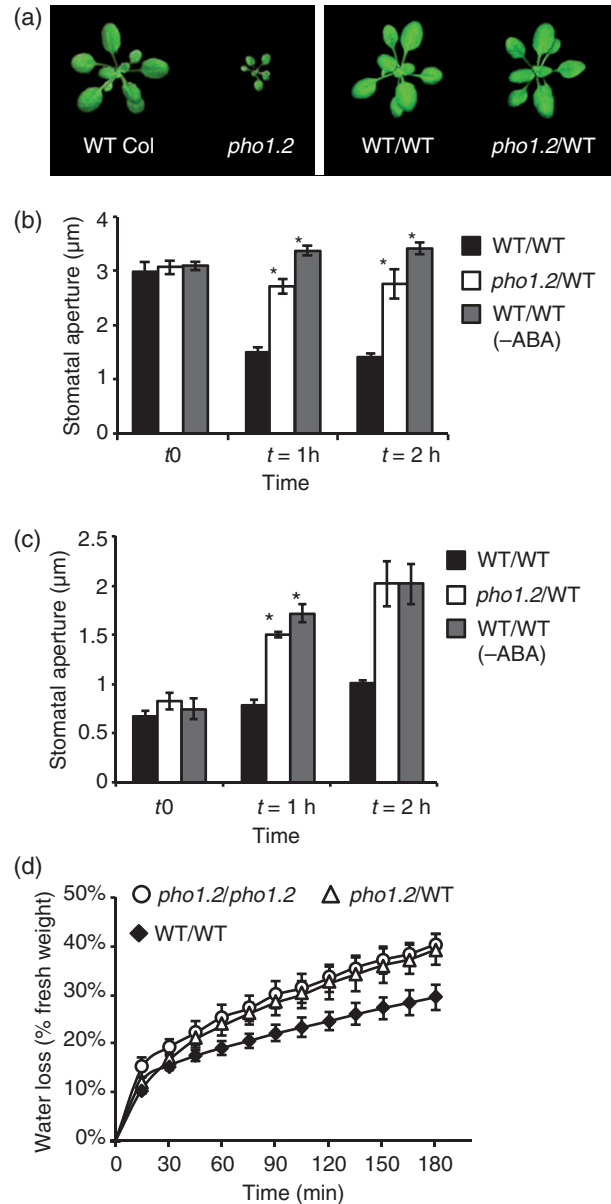 (a)
WT Col pho1.2 WT/WT pho1.2/WT
(b)
Stomatal aperture (μm)
4
3
2
1
0
* * * *
t0 t = 1h t = 2 h
Time
WT/WT
pho1.2/WT
WT/WT
(–ABA)
(c)
Stomatal aperture (μm)
2.5
2
1.5
1
0.5
0
* *
t0 t = 1 h t = 2 h
Time
WT/WT
pho1.2/WT
WT/WT
(–ABA)
(d)
Water loss (% fresh weight)
50%
40%
30%
20%
10%
0%
pho1.2/pho1.2 pho1.2/WT
WT/WT
0 30 60 90 120 150 180
Time (min)